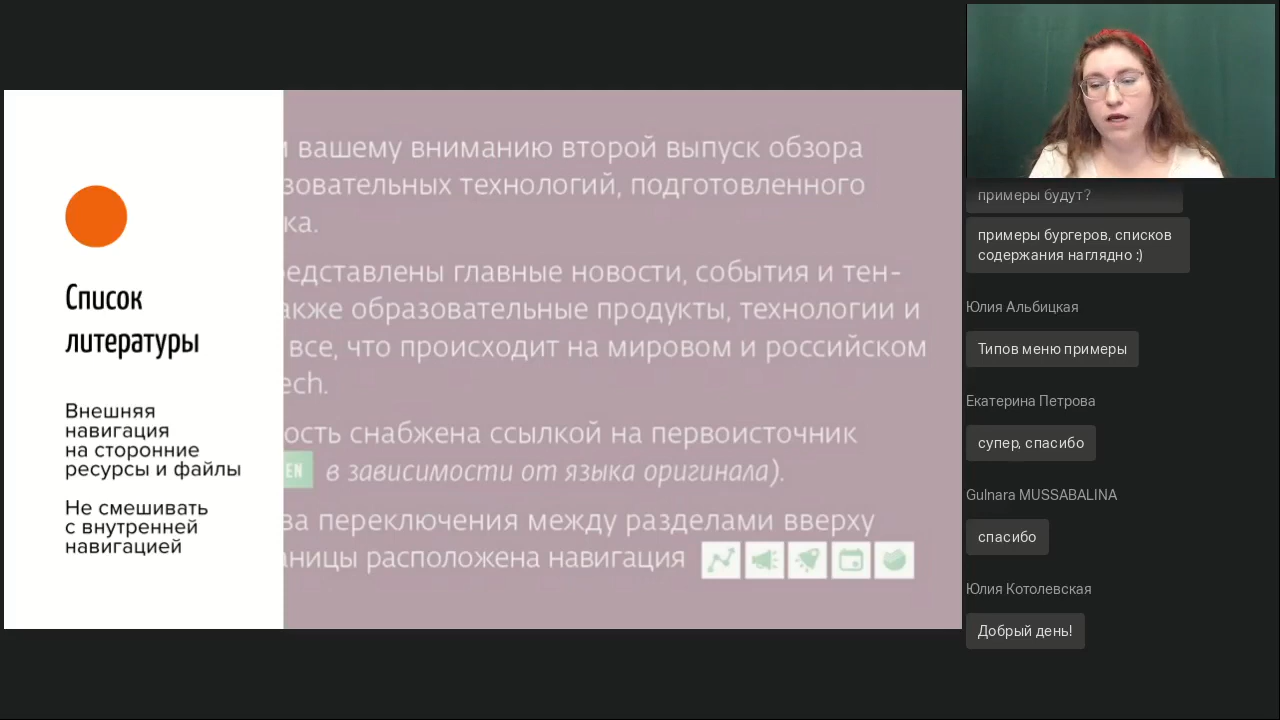 Список
литературы
Внешняя
навигация
на сторонние
ресурсы и файлы
Не смешивать
с внутренней
навигацией
вашему вниманию второй выпуск обзора
зовательных технологий, подготовленного
ка.
едставлены главные новости, события и тен-
акже образовательные продукты, технологии и
все, что происходит на мировом и российском
ech.
ость снабжена ссылкой на первоисточник
EN в зависимости от языка оригинала).
ва переключения между разделами вверху
аницы расположена навигация
примеры будут?
примеры бургеров, списков
содержания наглядно :)
Юлия Альбицкая
Типов меню примеры
Екатерина Петрова
супер, спасибо
Gulnara MUSSABALINA
спасибо
Юлия Котолевская
Добрый день!